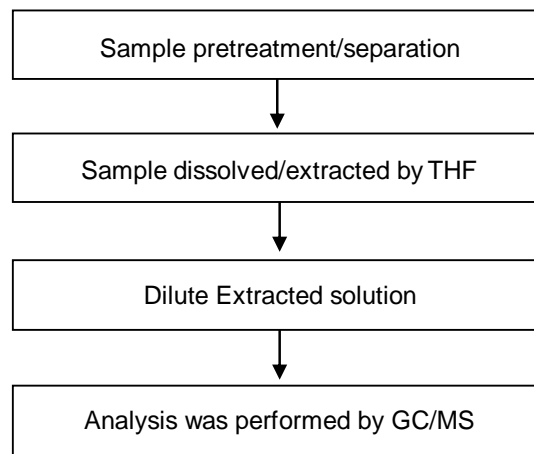 Sample pretreatment/separation
Sample dissolved/extracted by THF
Dilute Extracted solution
Analysis was performed by GC/MS